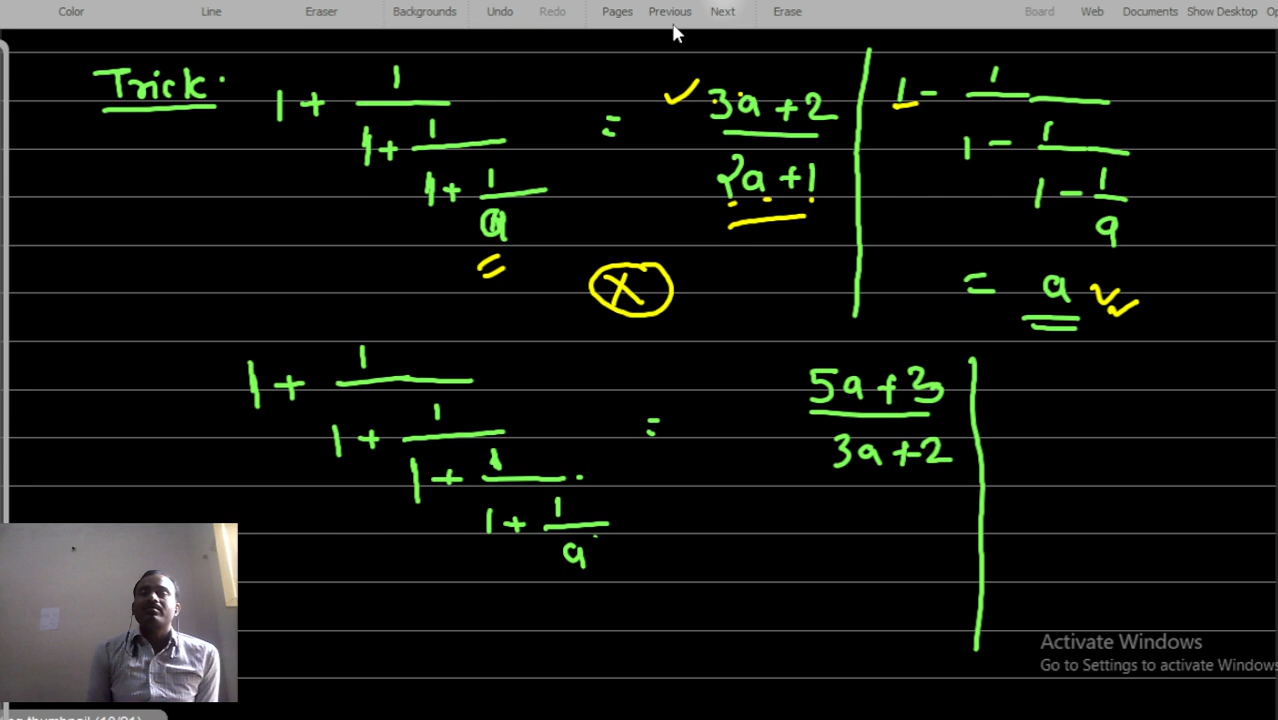 Color Line Eraser Backgrounds Undo Redo Pages Previous Next Erase Board Web Documents Show Desktop Op
Trick.
1 + 1 / (1 + 1 / (1 + 1 / a)) = 3a + 2 / 2a + 1
1 - 1 / (1 - 1 / (1 - 1 / a))
= a
X
1 + 1 / (1 + 1 / (1 + 1 / (1 + 1 / a))) = 5a + 3 / 3a + 2
Activate Windows
Go to Settings to activate Windows